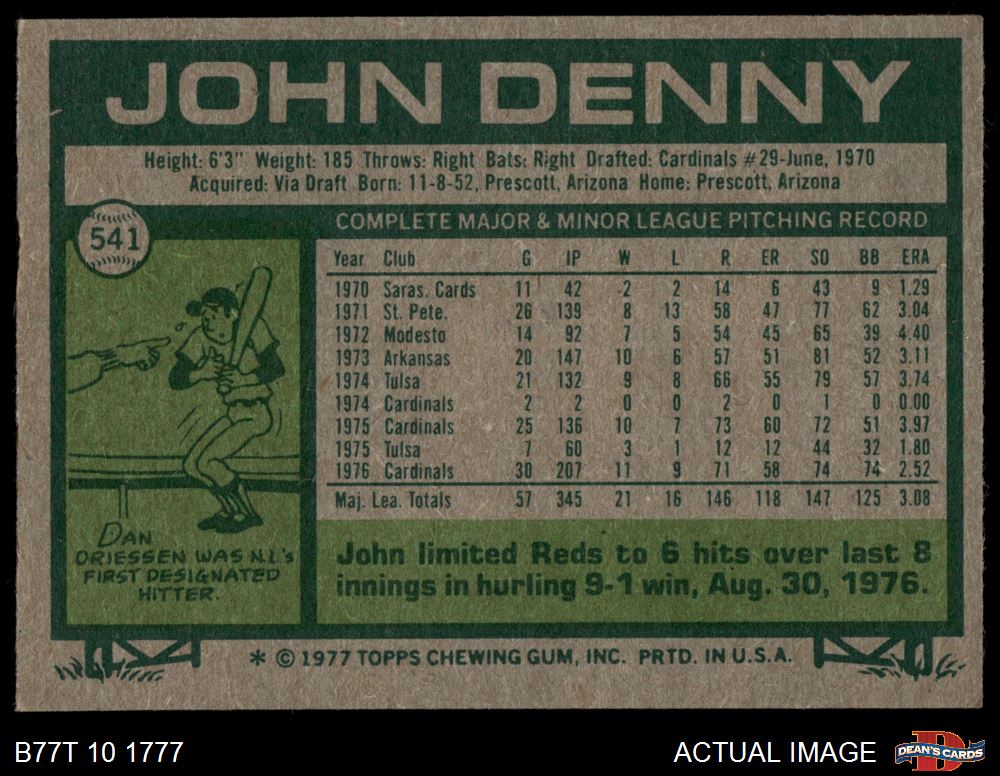 JOHN DENNY
Height: 6'3" Weight: 185 Throws: Right Bats: Right Drafted: Cardinals #29-June, 1970
Acquired: Via Draft Born: 11-8-52, Prescott, Arizona Home: Prescott, Arizona
541
COMPLETE MAJOR & MINOR LEAGUE PITCHING RECORD
Year Club G IP W L R ER SO BB ERA
1970 Saras. Cards 11 42 2 2 14 6 43 9 1.29
1971 St. Pete. 26 139 8 13 58 47 77 62 3.04
1972 Modesto 14 92 7 5 54 45 65 39 4.40
1973 Arkansas 20 147 10 6 57 51 81 52 3.11
1974 Tulsa 21 132 9 8 66 55 79 57 3.74
1974 Cardinals 2 2 0 0 2 0 1 0 0.00
1975 Cardinals 25 136 10 7 73 60 72 51 3.97
1975 Tulsa 7 60 3 1 12 12 44 32 1.80
1976 Cardinals 30 207 11 9 71 58 74 74 2.52
Maj. Lea. Totals 57 345 21 16 146 118 147 125 3.08
DAN
DRIESSEN WAS N.L.'s
FIRST DESIGNATED
HITTER.
John limited Reds to 6 hits over last 8
innings in hurling 9-1 win, Aug. 30, 1976.
* © 1977 TOPPS CHEWING GUM, INC. PRTD. IN U.S.A.
B77T 10 1777
ACTUAL IMAGE
DEAN'S CARDS